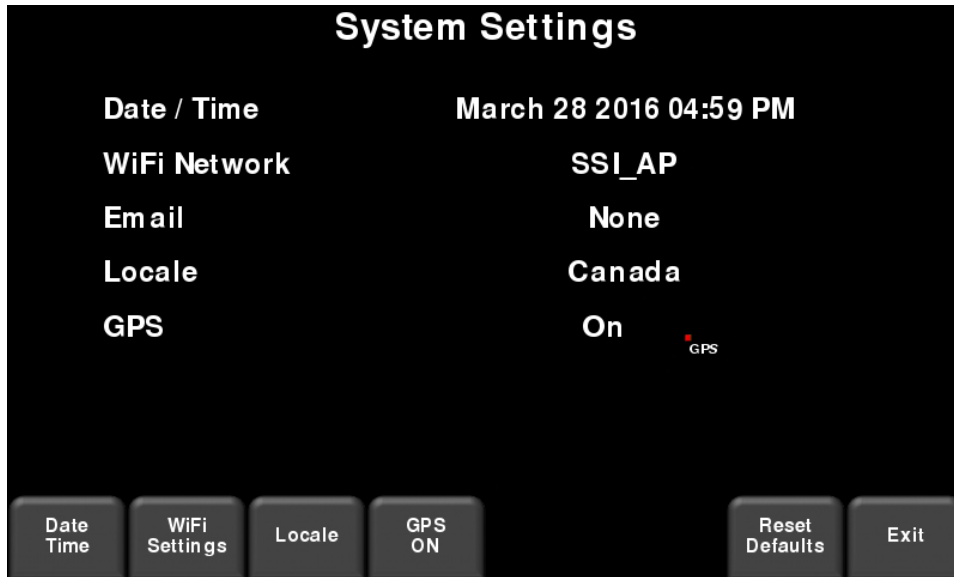 System Settings
Date / Time March 28 2016 04:59 PM
WiFi Network SSI_AP
Email None
Locale Canada
GPS On
GPS
Date Time
WiFi Settings
Locale
GPS ON
Reset Defaults
Exit